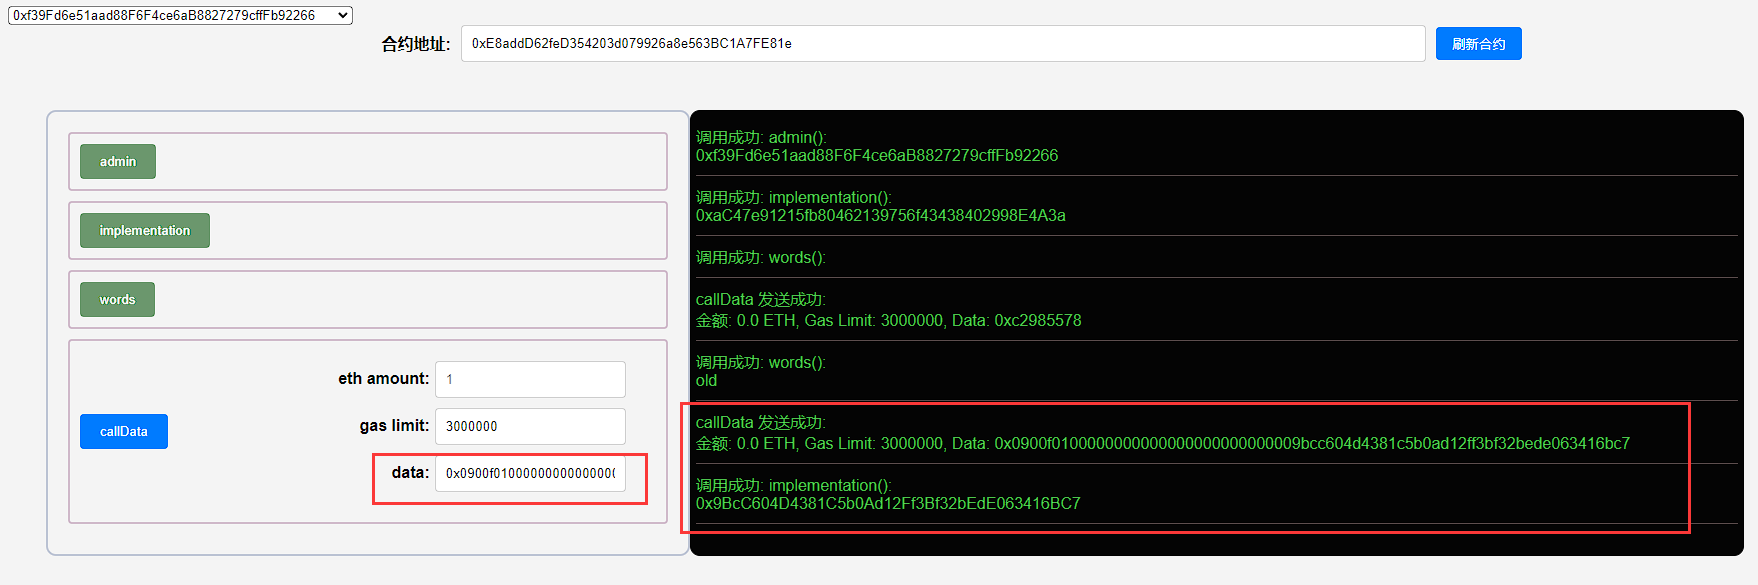 0xf39Fd6e51aad88F6F4ce6aB8827279cffFb92266
合约地址:
0xE8addD62feD354203d079926a8e563BC1A7FE81e
刷新合约
admin
implementation
words
eth amount:
1
gas limit:
3000000
callData
data:
0x0900f0100000000000000000
调用成功: admin():
0xf39Fd6e51aad88F6F4ce6aB8827279cffFb92266
调用成功: implementation():
0xaC47e91215fb80462139756f43438402998E4A3a
调用成功: words():
callData 发送成功:
金额: 0.0 ETH, Gas Limit: 3000000, Data: 0xc2985578
调用成功: words():
old
callData 发送成功:
金额: 0.0 ETH, Gas Limit: 3000000, Data: 0x0900f0100000000000000000000000009bcc604d4381c5b0ad12ff3bf32bede063416bc7
调用成功: implementation():
0x9BcC604D4381C5b0Ad12Ff3Bf32bEdE063416BC7